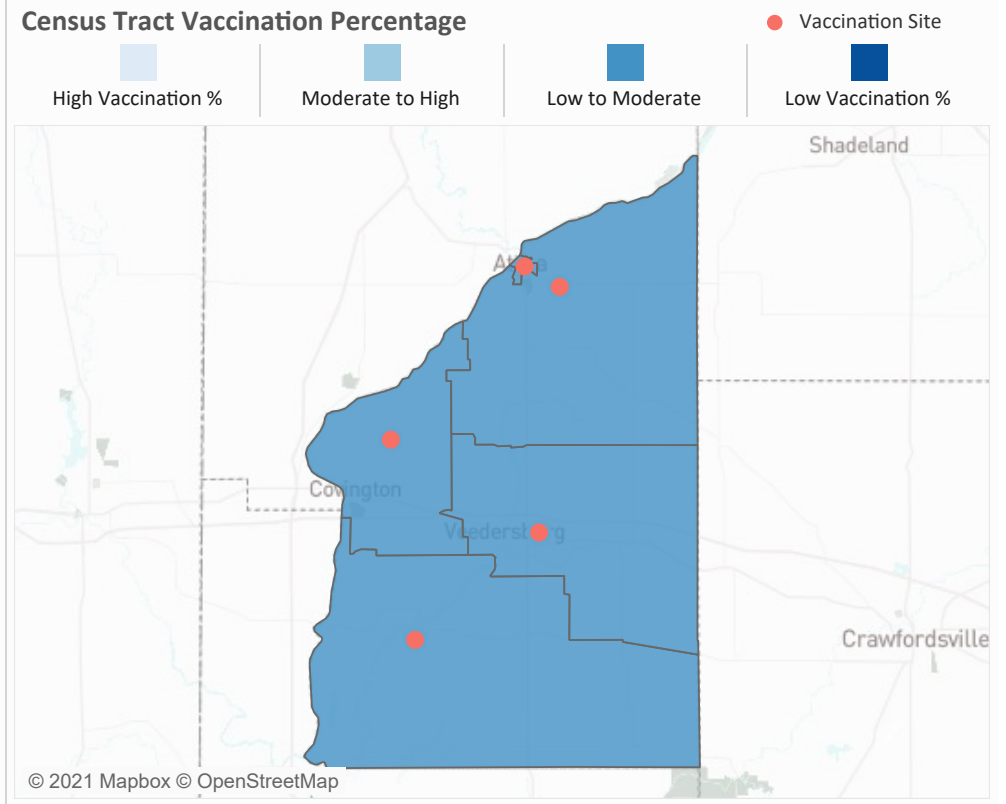 Census Tract Vaccination Percentage
Vaccination Site
High Vaccination %
Moderate to High
Low to Moderate
Low Vaccination %
Shadeland
Covington
Crawfordsville
© 2021 Mapbox © OpenStreetMap